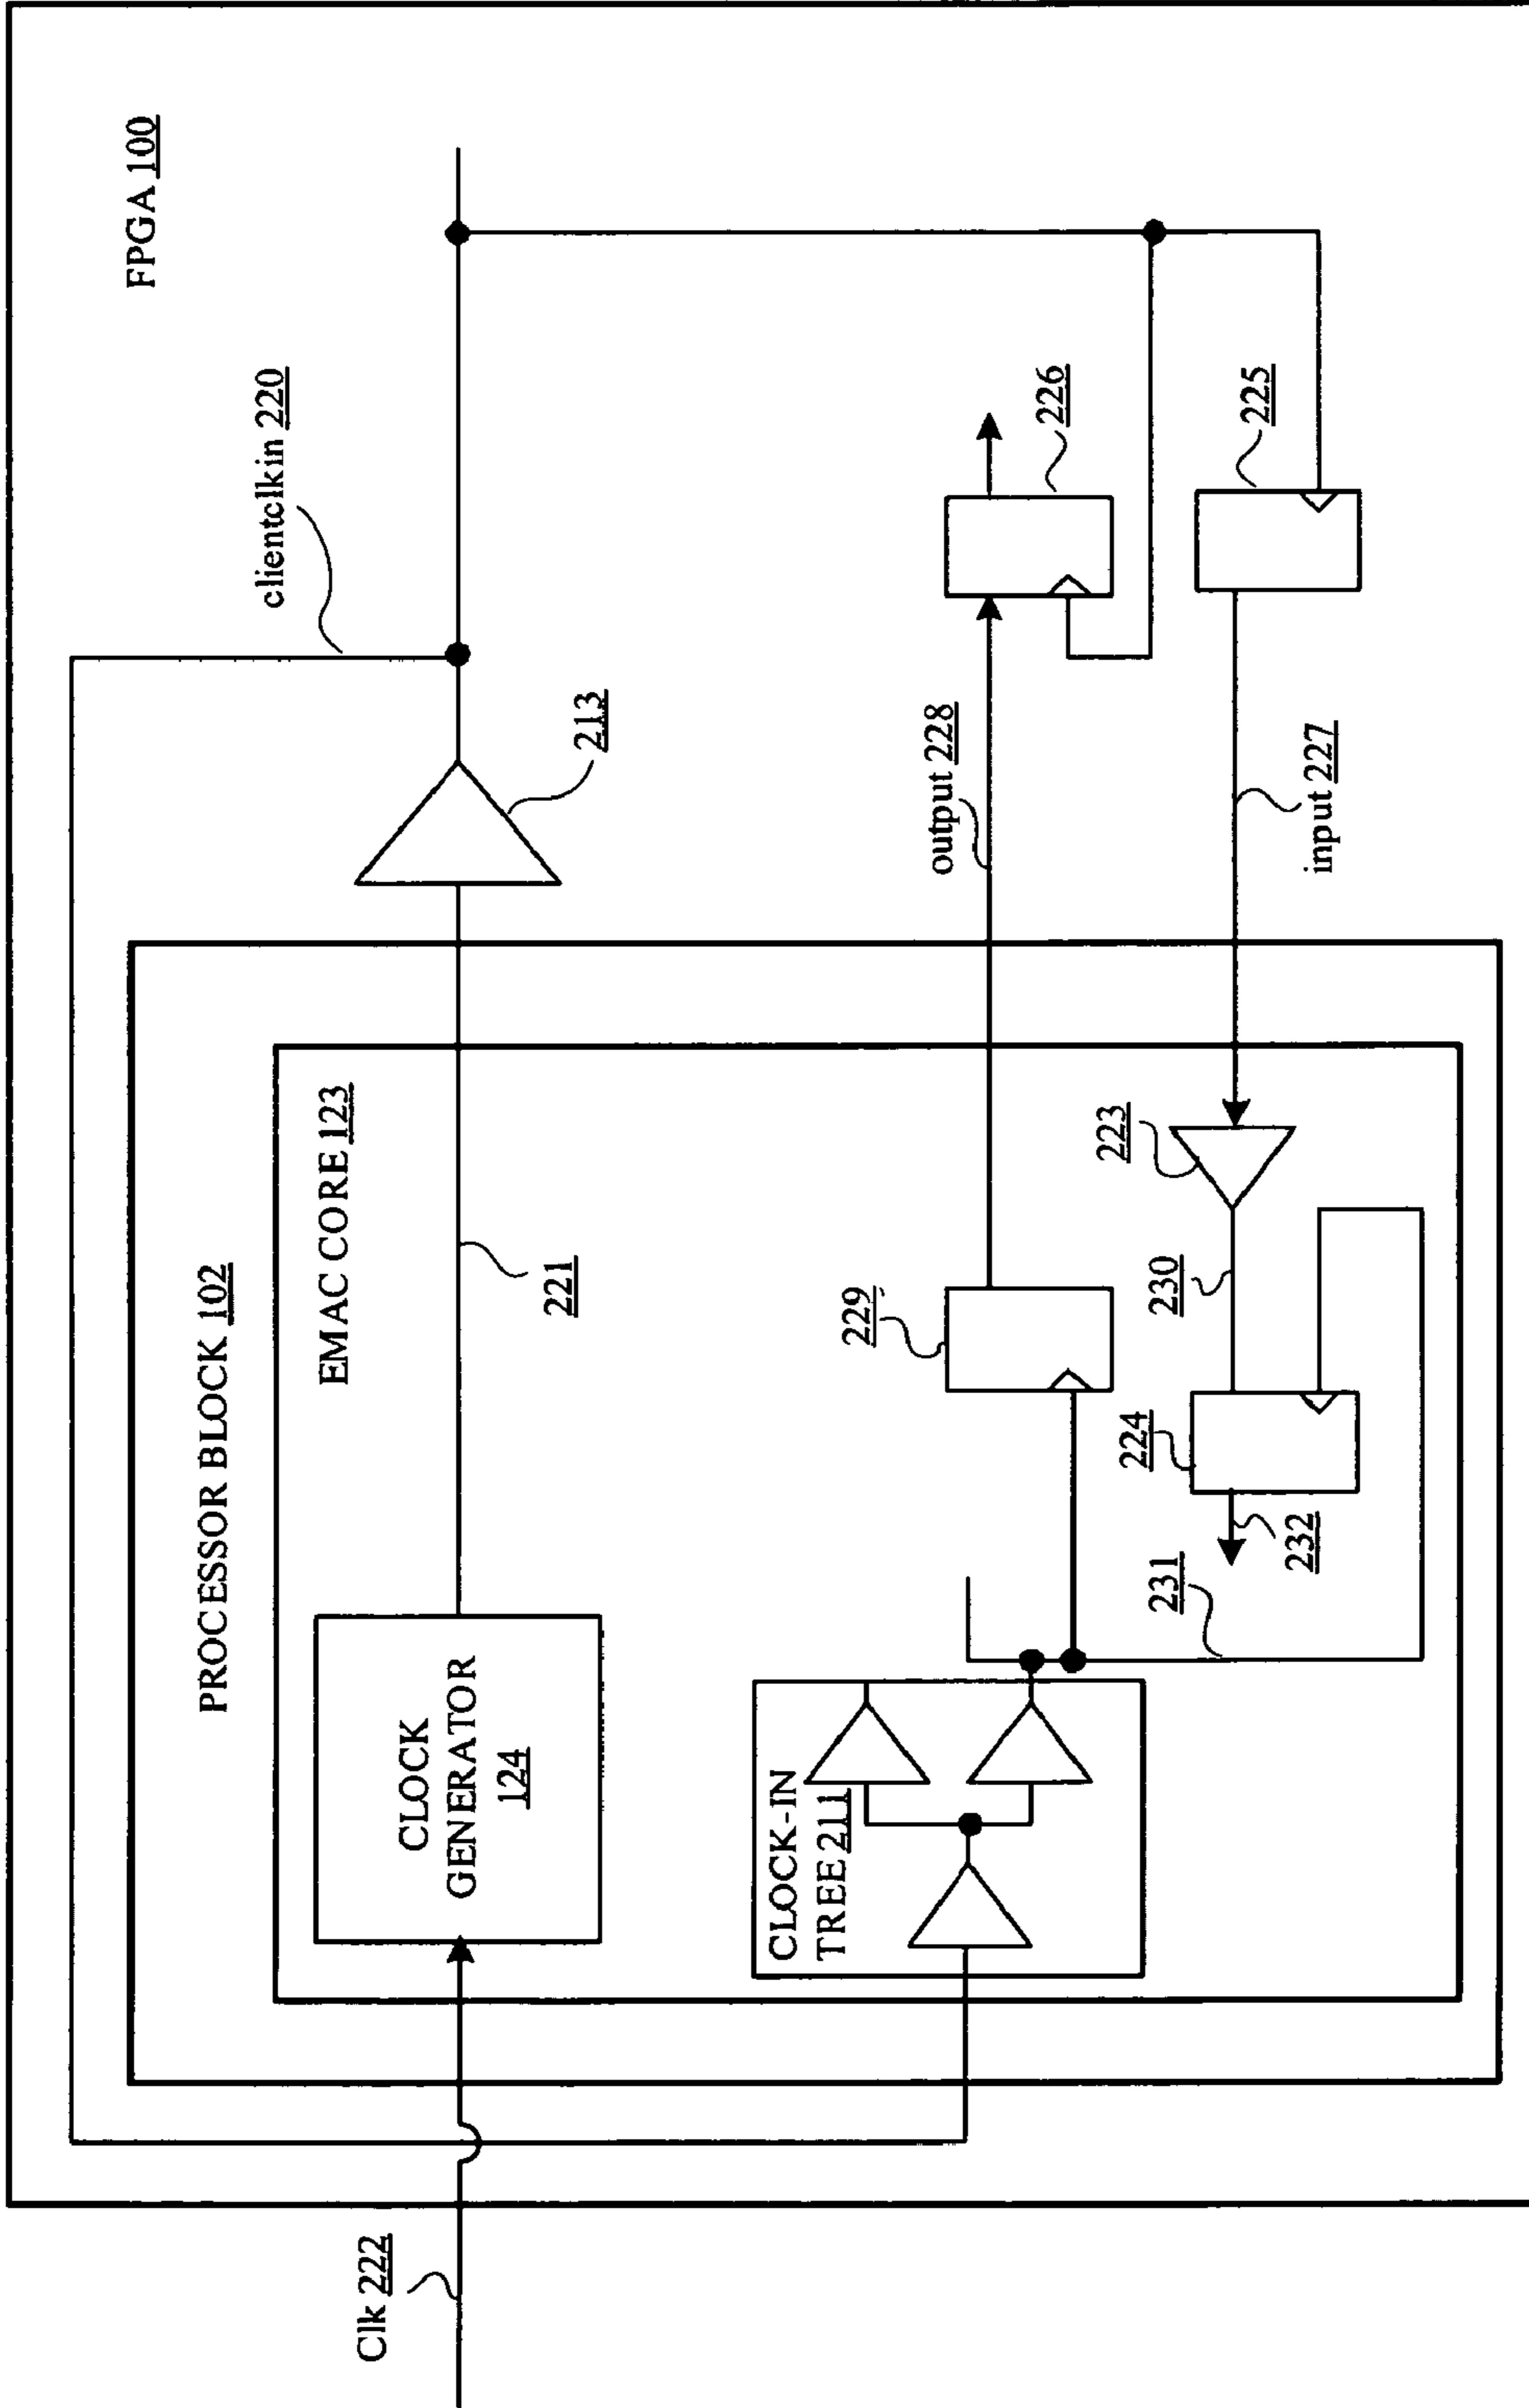 FPGA 100
clientclkin 220
213
226
225
output 228
input 227
PROCESSOR BLOCK 102
EMAC CORE 123
221
223
229
230
224
232
231
CLOCK
GENERATOR
124
CLOCK-IN
TREE 211
Clk 222